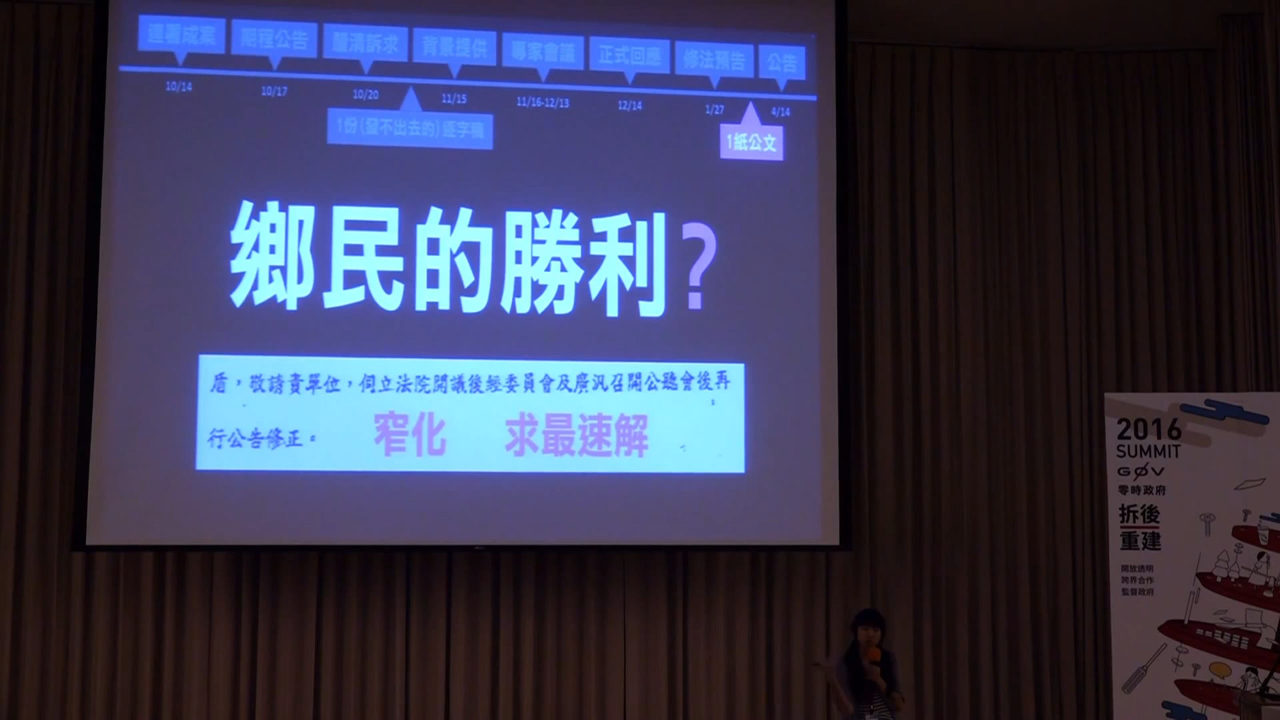 連署成案 期程公告 釐清訴求 背景提供 專家會議 正式回應 修法預告 公告
10/14 10/17 10/20 11/15 11/16-12/13 12/14 1/27 4/14
1份(發不出去的)逐字稿
1紙公文
鄉民的勝利?
盾，敬請貴單位，伺立法院開議後經委員會及廣汎召開公聽會後再
行公告修正。
窄化 求最速解
2016
SUMMIT
GØV
零時政府
拆後
重建
開放透明
跨界合作
監督政府